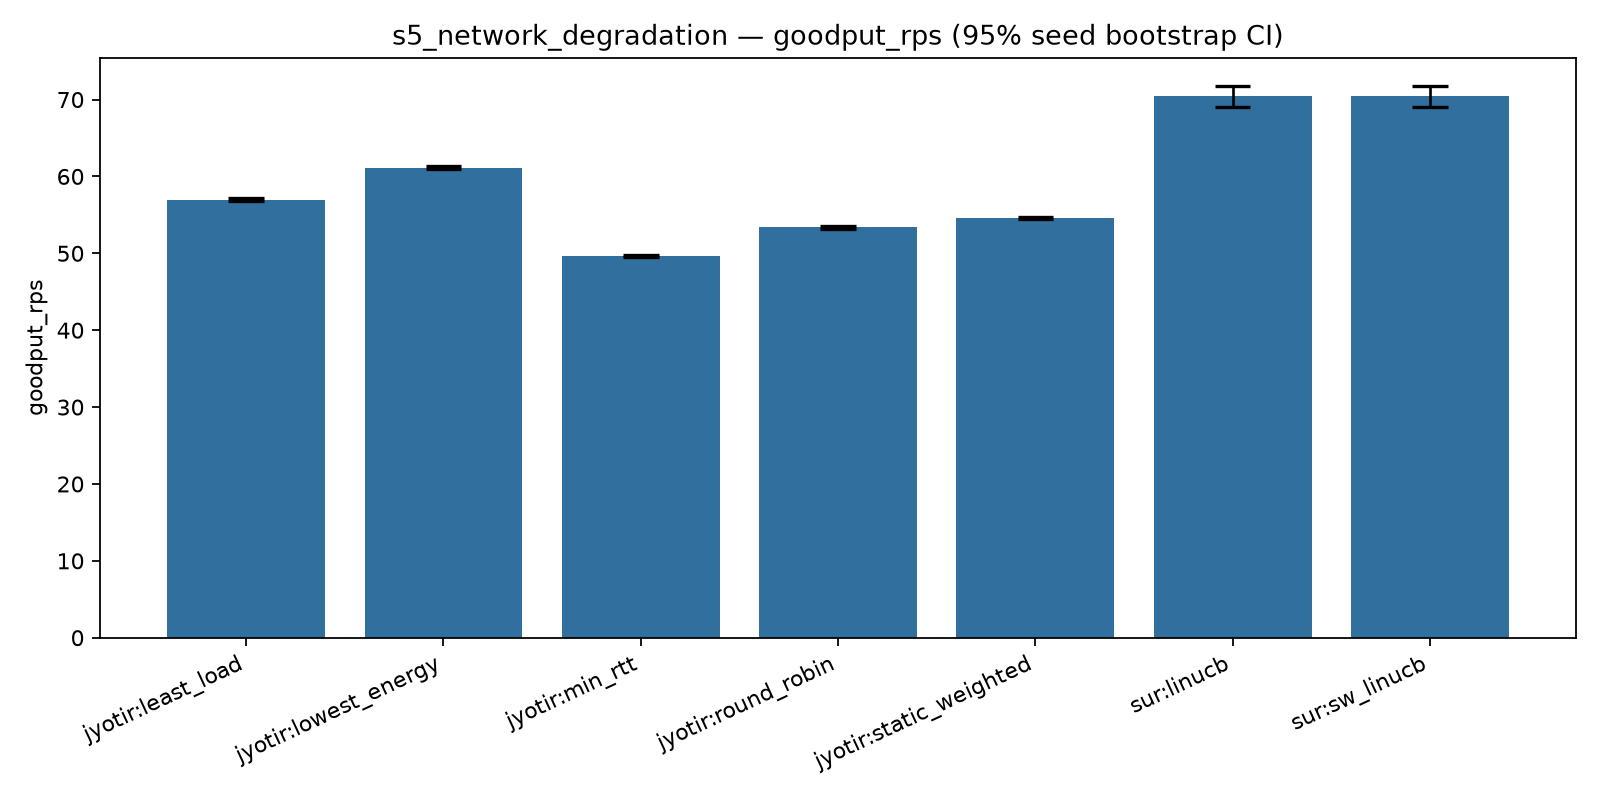 s5_network_degradation — goodput_rps (95% seed bootstrap CI)
goodput_rps
70
60
50
40
30
20
10
0
jyotir:least_load
jyotir:lowest_energy
jyotir:min_rtt
jyotir:round_robin
jyotir:static_weighted
sur:linucb
sur:sw_linucb